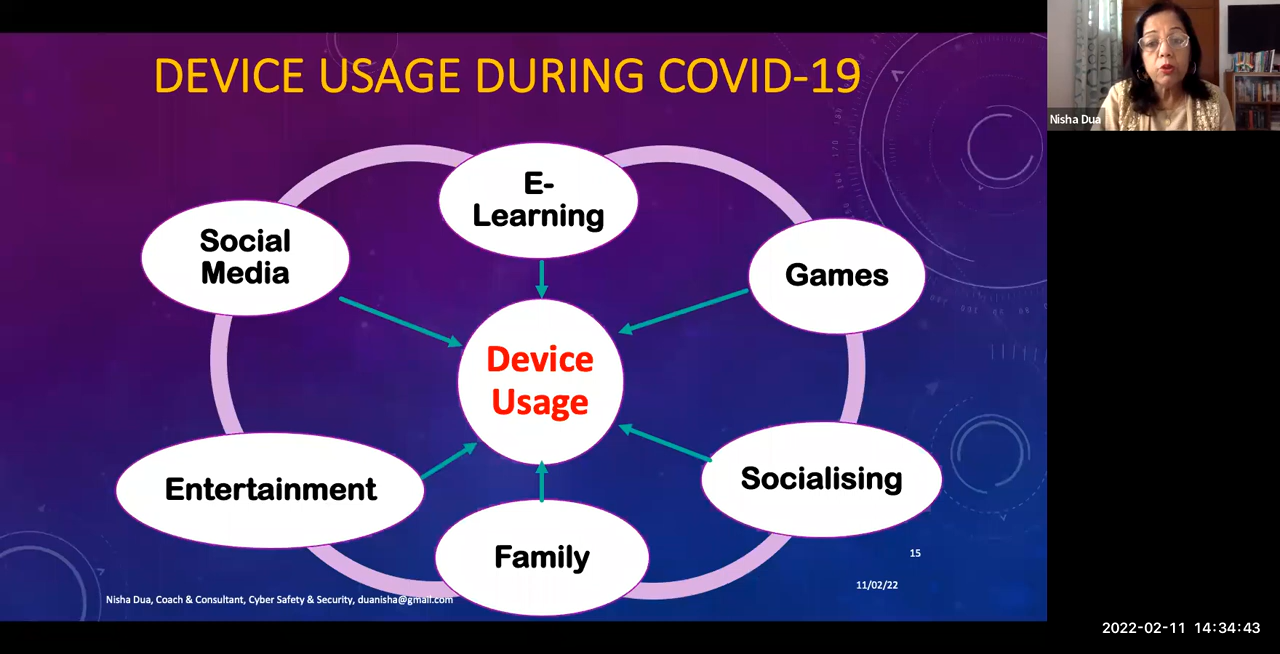 DEVICE USAGE DURING COVID-19
Nisha Dua
E-
Learning
Social
Media
Games
Device
Usage
Entertainment
Socialising
Family
15
11/02/22
Nisha Dua, Coach & Consultant, Cyber Safety & Security, duanisha@gmail.com
2022-02-11 14:34:43